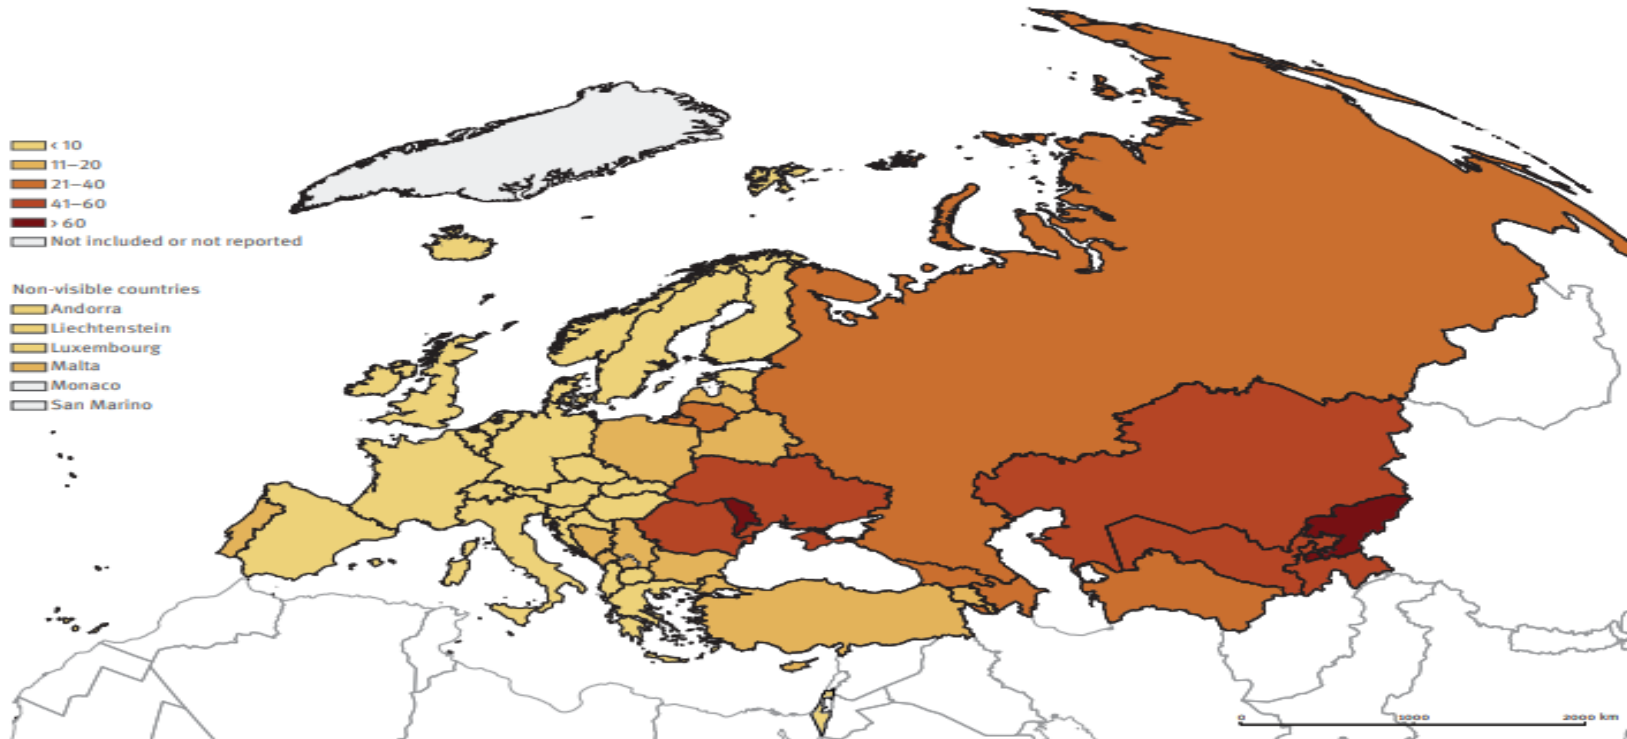 ‹ 10
11–20
21–40
41–60
› 60
Not included or not reported
Non-visible countries
Andorra
Liechtenstein
Luxembourg
Malta
Monaco
San Marino
0 1000 2000 km